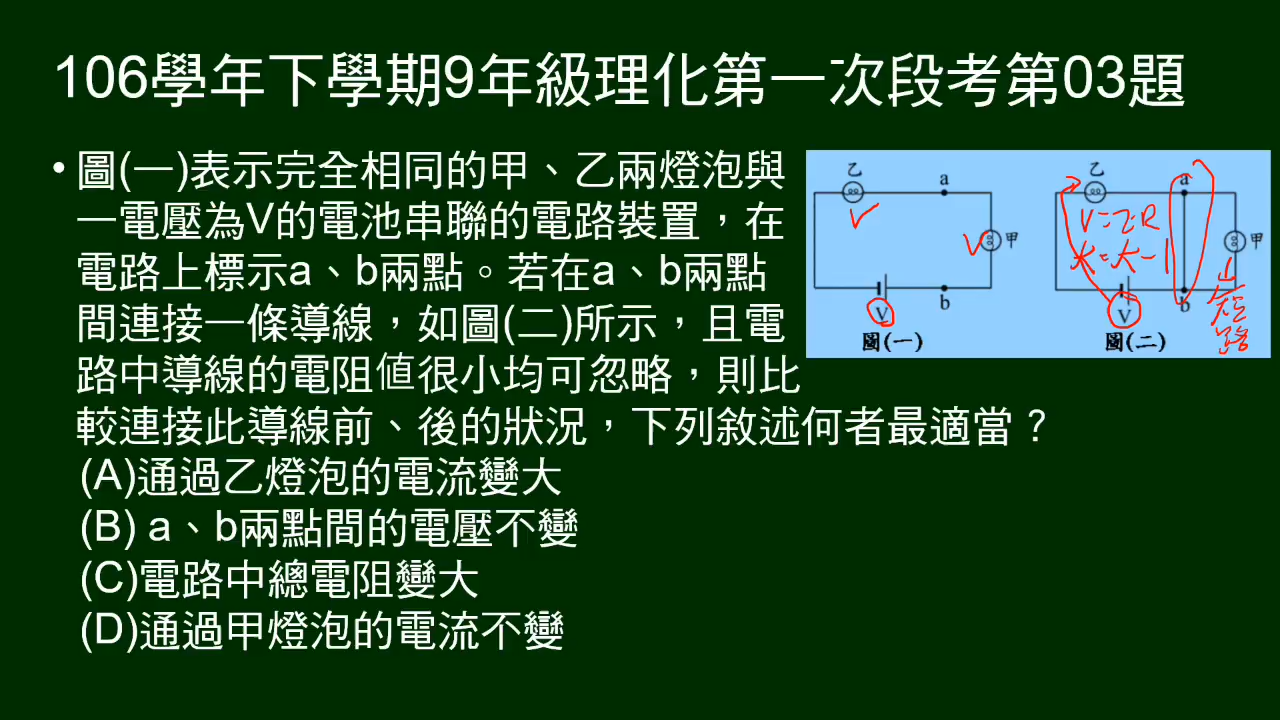 106學年下學期9年級理化第一次段考第03題
• 圖(一)表示完全相同的甲、乙兩燈泡與
一電壓為V的電池串聯的電路裝置，在
電路上標示a、b兩點。若在a、b兩點
間連接一條導線，如圖(二)所示，且電
路中導線的電阻值很小均可忽略，則比
較連接此導線前、後的狀況，下列敘述何者最適當？
(A)通過乙燈泡的電流變大
(B) a、b兩點間的電壓不變
(C)電路中總電阻變大
(D)通過甲燈泡的電流不變
乙
a
V
V
甲
V
b
圖(一)
乙
a
V=IR
甲
V
b
圖(二)
短
路